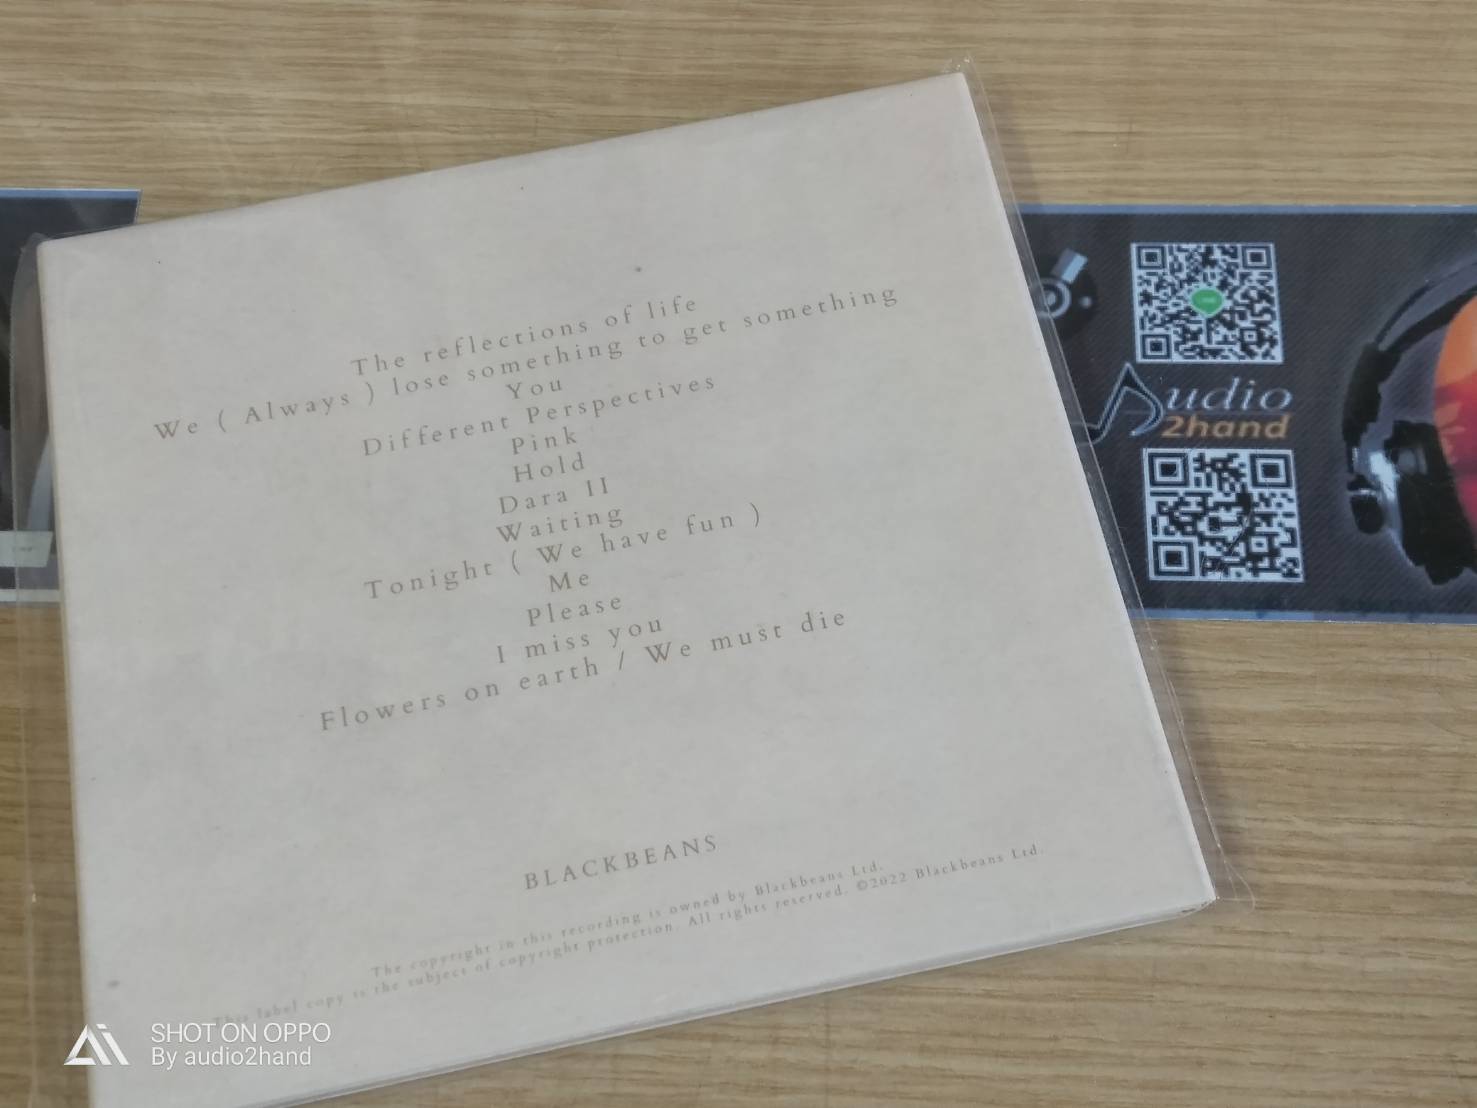 The reflections of life
We ( Always ) lose something to get something
You
Different Perspectives
Pink
Hold
Dara II
Waiting
Tonight ( We have fun )
Me
Please
I miss you
Flowers on earth / We must die
BLACKBEANS
The copyright in this recording is owned by Blackbeans Ltd.
This label copy is the subject of copyright protection. All rights reserved. ©2022 Blackbeans Ltd.
Audio
2hand
SHOT ON OPPO
By audio2hand